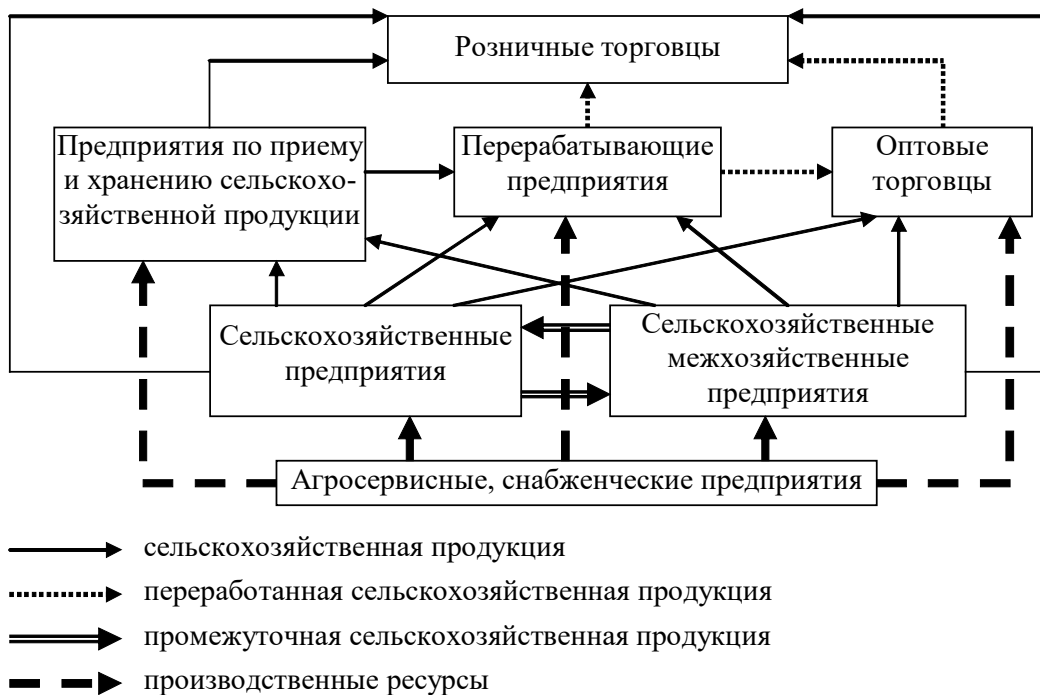 Розничные торговцы
Предприятия по приему
и хранению сельскохо-
зяйственной продукции
Перерабатывающие
предприятия
Оптовые
торговцы
Сельскохозяйственные
предприятия
Сельскохозяйственные
межхозяйственные
предприятия
Агросервисные, снабженческие предприятия
сельскохозяйственная продукция
переработанная сельскохозяйственная продукция
промежуточная сельскохозяйственная продукция
производственные ресурсы